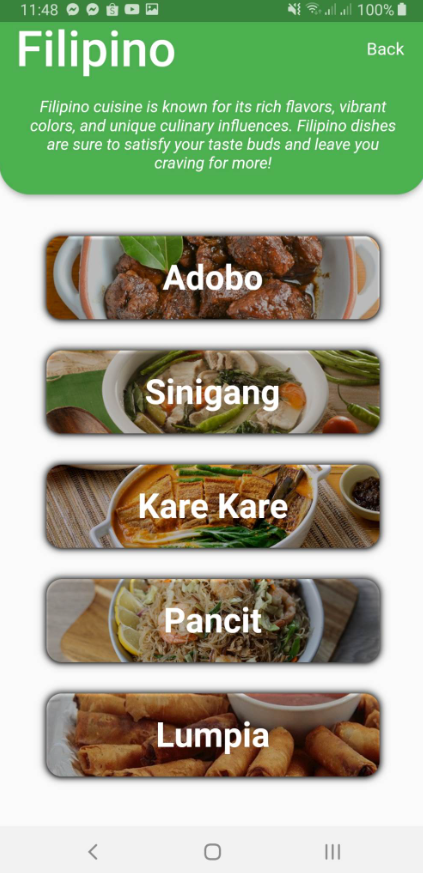 11:48
100%
Filipino
Back
Filipino cuisine is known for its rich flavors, vibrant
colors, and unique culinary influences. Filipino dishes
are sure to satisfy your taste buds and leave you
craving for more!
Adobo
Sinigang
Kare Kare
Pancit
Lumpia